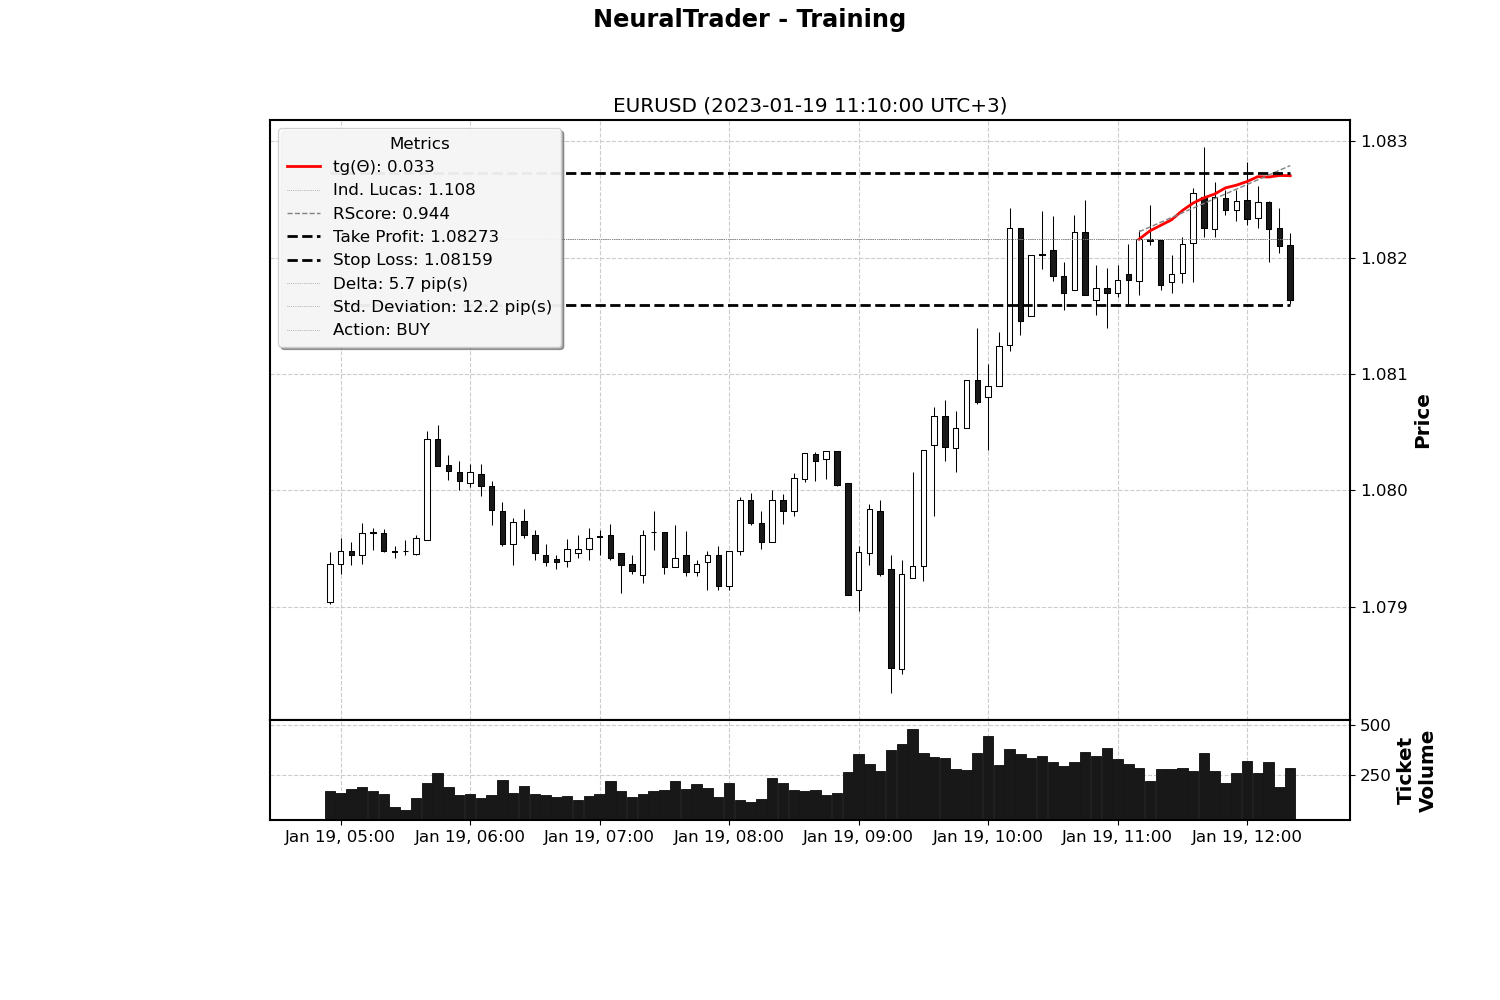 NeuralTrader - Training
EURUSD (2023-01-19 11:10:00 UTC+3)
Metrics
tg(Θ): 0.033
Ind. Lucas: 1.108
RScore: 0.944
Take Profit: 1.08273
Stop Loss: 1.08159
Delta: 5.7 pip(s)
Std. Deviation: 12.2 pip(s)
Action: BUY
1.083
1.082
1.081
1.080
1.079
Price
500
250
Ticket
Volume
Jan 19, 05:00
Jan 19, 06:00
Jan 19, 07:00
Jan 19, 08:00
Jan 19, 09:00
Jan 19, 10:00
Jan 19, 11:00
Jan 19, 12:00